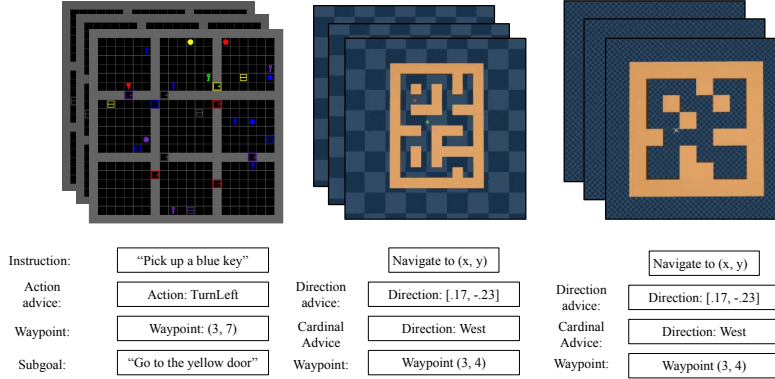 Instruction: "Pick up a blue key"
Action advice: Action: TurnLeft
Waypoint: Waypoint: (3, 7)
Subgoal: "Go to the yellow door"
Navigate to (x, y)
Direction advice: Direction: [.17, -.23]
Cardinal Advice Direction: West
Waypoint: Waypoint (3, 4)
Navigate to (x, y)
Direction advice: Direction: [.17, -.23]
Cardinal Advice: Direction: West
Waypoint: Waypoint (3, 4)